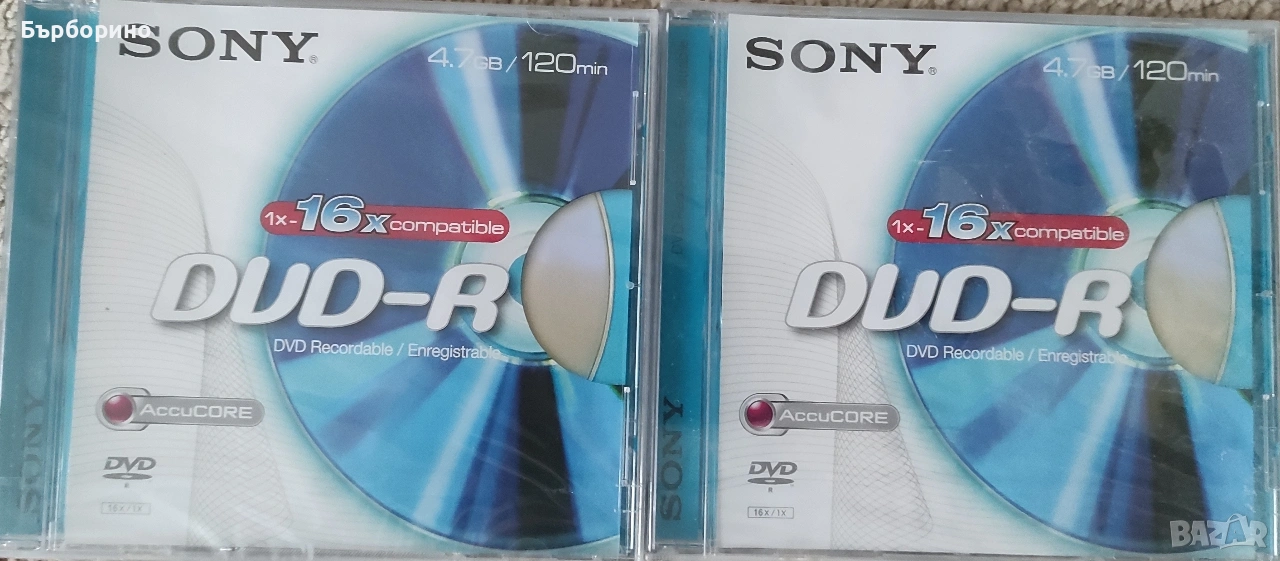 Бърборино
SONY®
4.7GB/120min
1x-16x compatible
DVD-R
DVD Recordable / Enregistrable
AccuCORE
DVD
R
16X/1X
SONY
SONY®
4.7GB/120min
1x-16x compatible
DVD-R
DVD Recordable / Enregistrable
AccuCORE
DVD
R
16X/1X
SONY
BAZAR